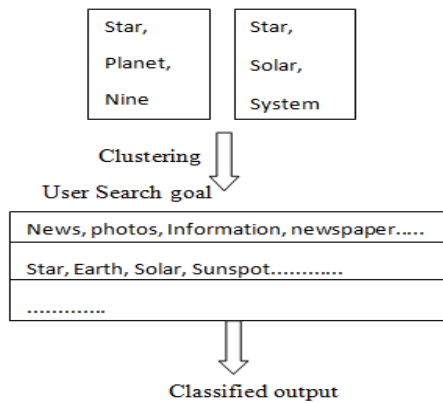 Star,
Planet,
Nine
Star,
Solar,
System
Clustering
User Search goal
News, photos, Information, newspaper.....
Star, Earth, Solar, Sunspot............
.............
Classified output